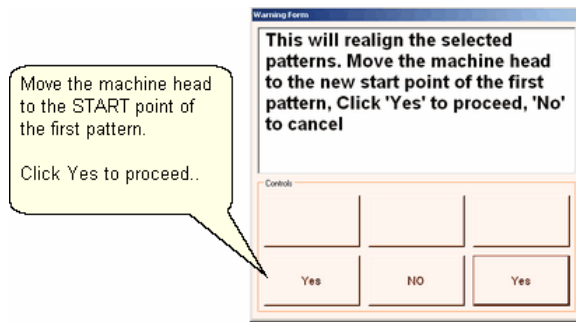 Warning Form
This will realign the selected
patterns. Move the machine head
to the new start point of the first
pattern, Click 'Yes' to proceed, 'No'
to cancel
Move the machine head
to the START point of
the first pattern.
Click Yes to proceed..
Controls
Yes NO Yes